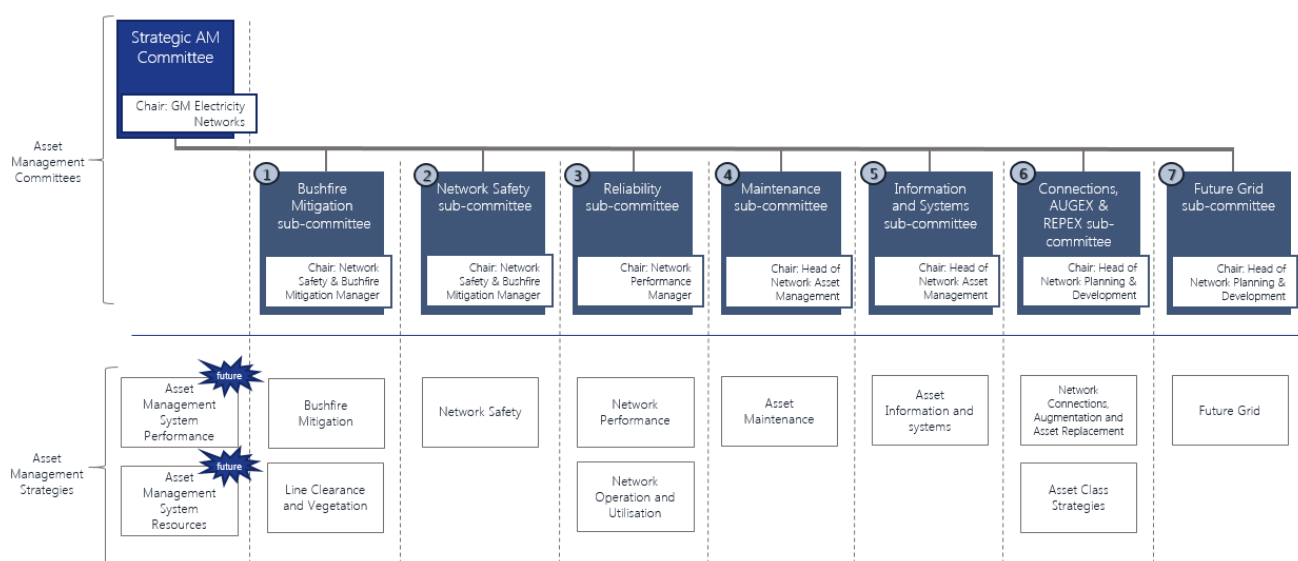 Strategic AM
Committee
Chair: GM Electricity
Networks
Asset
Management
Committees
1
Bushfire
Mitigation
sub-committee
Chair: Network
Safety & Bushfire
Mitigation Manager
2
Network Safety
sub-committee
Chair: Network
Safety & Bushfire
Mitigation Manager
3
Reliability
sub-committee
Chair: Network
Performance
Manager
4
Maintenance
sub-committee
Chair: Head of
Network Asset
Management
5
Information
and Systems
sub-committee
Chair: Head of
Network Asset
Management
6
Connections,
AUGEX &
REPEX sub-
committee
Chair: Head of
Network Planning &
Development
7
Future Grid
sub-committee
Chair: Head of
Network Planning &
Development
Asset
Management
Strategies
future
Asset
Management
System
Performance
future
Asset
Management
System
Resources
Bushfire
Mitigation
Line Clearance
and Vegetation
Network Safety
Network
Performance
Network
Operation and
Utilisation
Asset
Maintenance
Asset
Information and
systems
Network
Connections,
Augmentation and
Asset Replacement
Asset Class
Strategies
Future Grid